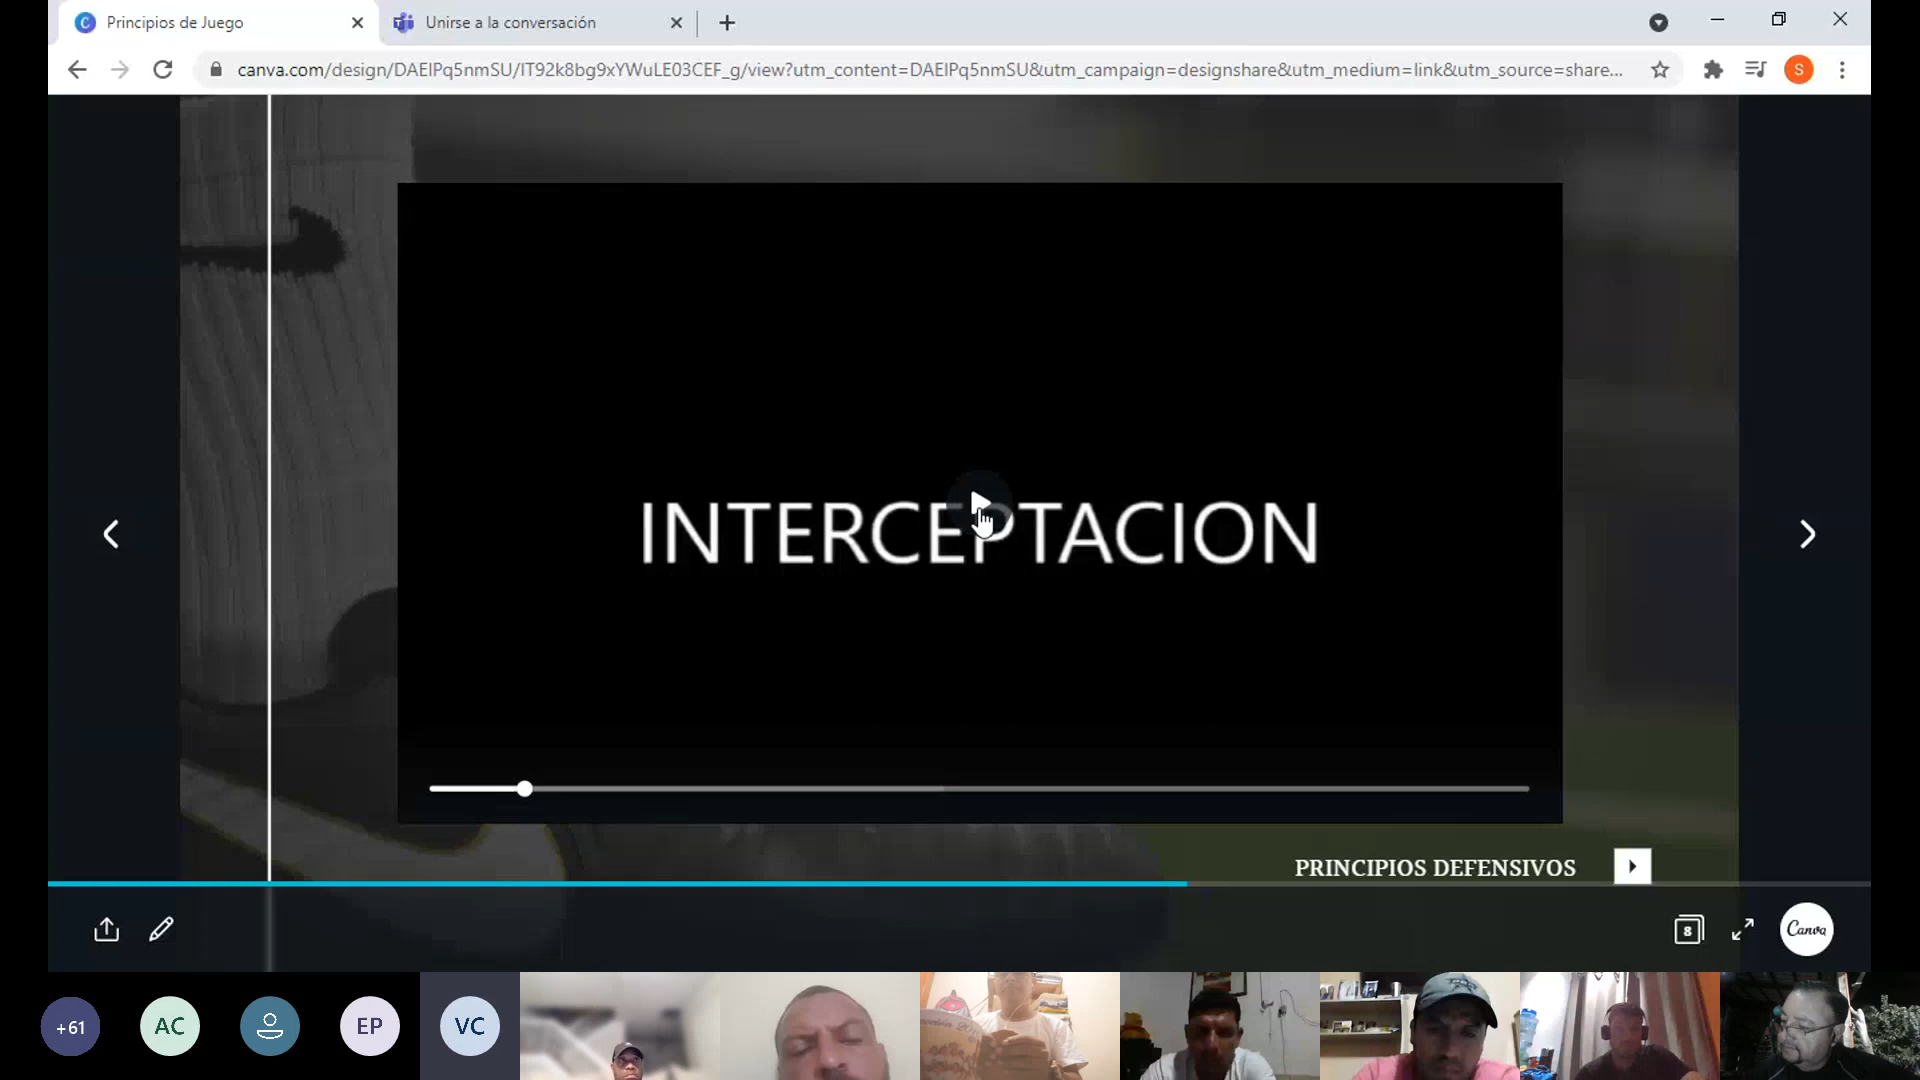 Principios de Juego
Unirse a la conversación
canva.com/design/DAEIPq5nmSU/IT92k8bg9xYWuLE03CEF_g/view?utm_content=DAEIPq5nmSU&utm_campaign=designshare&utm_medium=link&utm_source=share...
S
INTERCEPTACION
PRINCIPIOS DEFENSIVOS
8
Canva
+61
AC
EP
VC